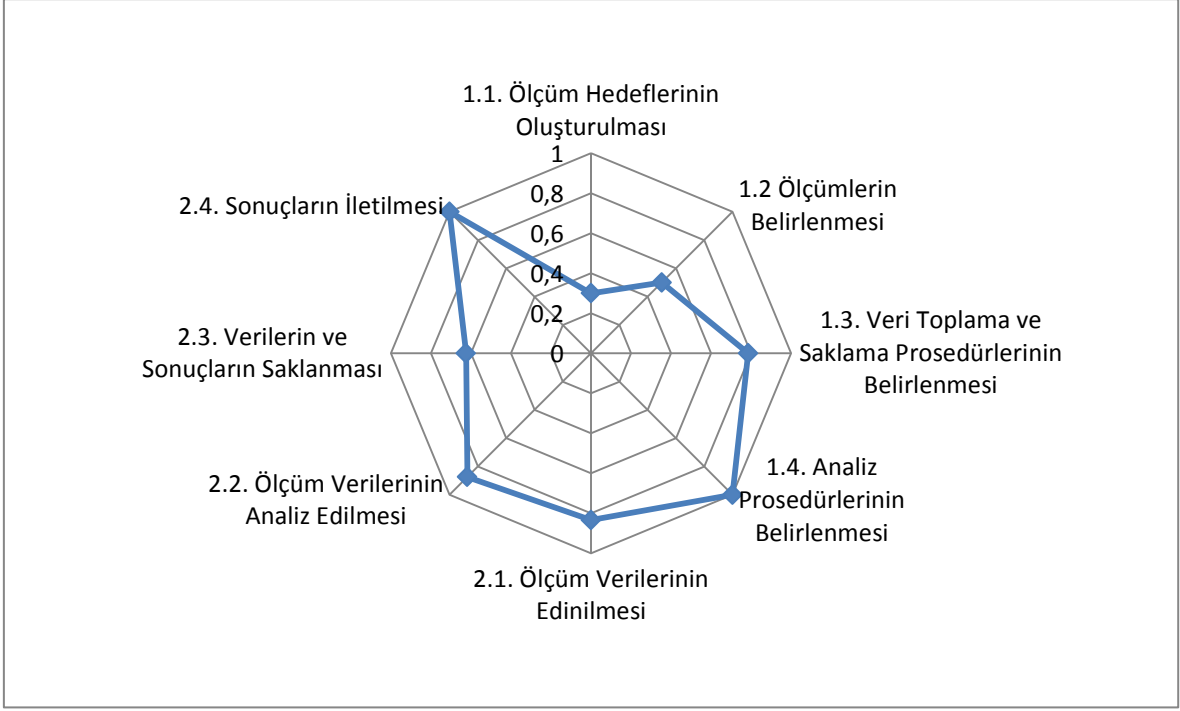 1.1. Ölçüm Hedeflerinin
Oluşturulması
1
0,8
0,6
0,4
0,2
0
1.2 Ölçümlerin
Belirlenmesi
1.3. Veri Toplama ve
Saklama Prosedürlerinin
Belirlenmesi
1.4. Analiz
Prosedürlerinin
Belirlenmesi
2.1. Ölçüm Verilerinin
Edinilmesi
2.2. Ölçüm Verilerinin
Analiz Edilmesi
2.3. Verilerin ve
Sonuçların Saklanması
2.4. Sonuçların İletilmesi